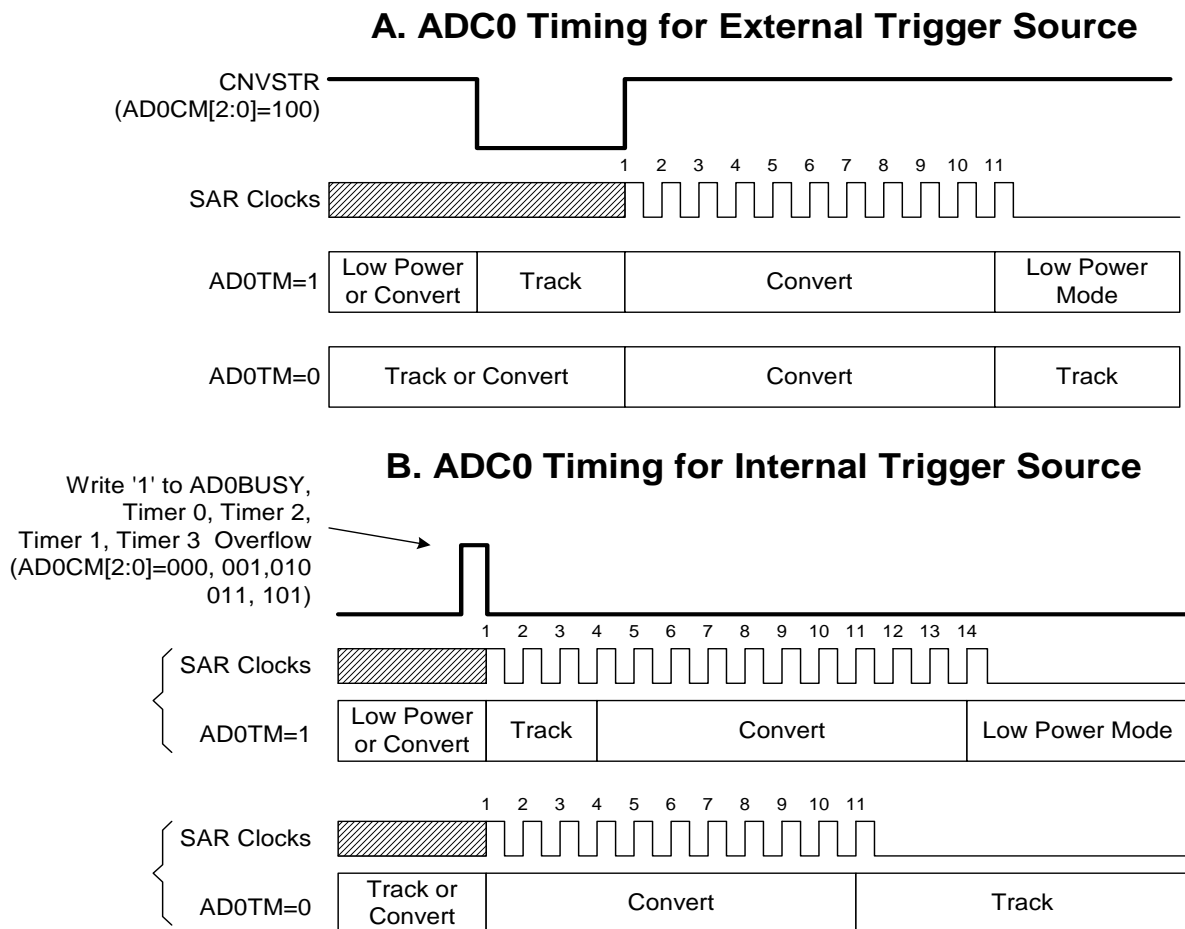 A. ADC0 Timing for External Trigger Source
CNVSTR
(AD0CM[2:0]=100)
1 2 3 4 5 6 7 8 9 10 11
SAR Clocks
AD0TM=1
Low Power
or Convert
Track
Convert
Low Power
Mode
AD0TM=0
Track or Convert
Convert
Track
B. ADC0 Timing for Internal Trigger Source
Write '1' to AD0BUSY,
Timer 0, Timer 2,
Timer 1, Timer 3 Overflow
(AD0CM[2:0]=000, 001,010
011, 101)
1 2 3 4 5 6 7 8 9 10 11 12 13 14
SAR Clocks
AD0TM=1
Low Power
or Convert
Track
Convert
Low Power Mode
1 2 3 4 5 6 7 8 9 10 11
SAR Clocks
AD0TM=0
Track or
Convert
Convert
Track